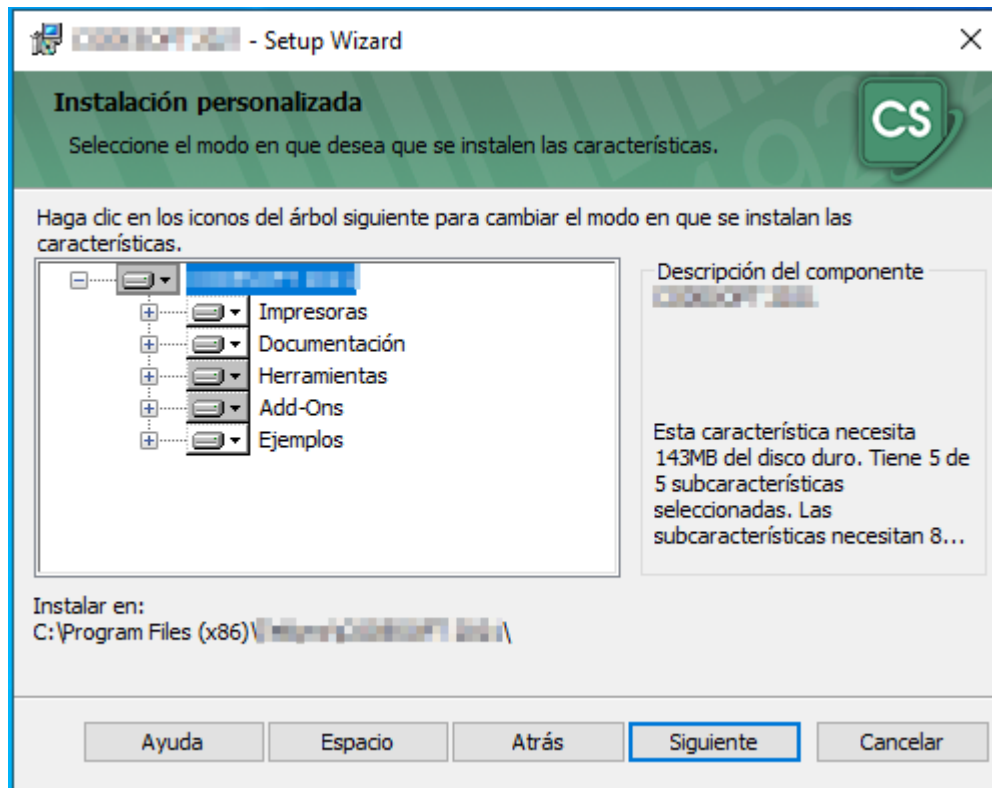 - Setup Wizard
Instalación personalizada
Seleccione el modo en que desea que se instalen las características.
CS
Haga clic en los iconos del árbol siguiente para cambiar el modo en que se instalan las
características.
Impresoras
Documentación
Herramientas
Add-Ons
Ejemplos
Descripción del componente
Esta característica necesita
143MB del disco duro. Tiene 5 de
5 subcaracterísticas
seleccionadas. Las
subcaracterísticas necesitan 8...
Instalar en:
C:\Program Files (x86)\ \
Ayuda
Espacio
Atrás
Siguiente
Cancelar